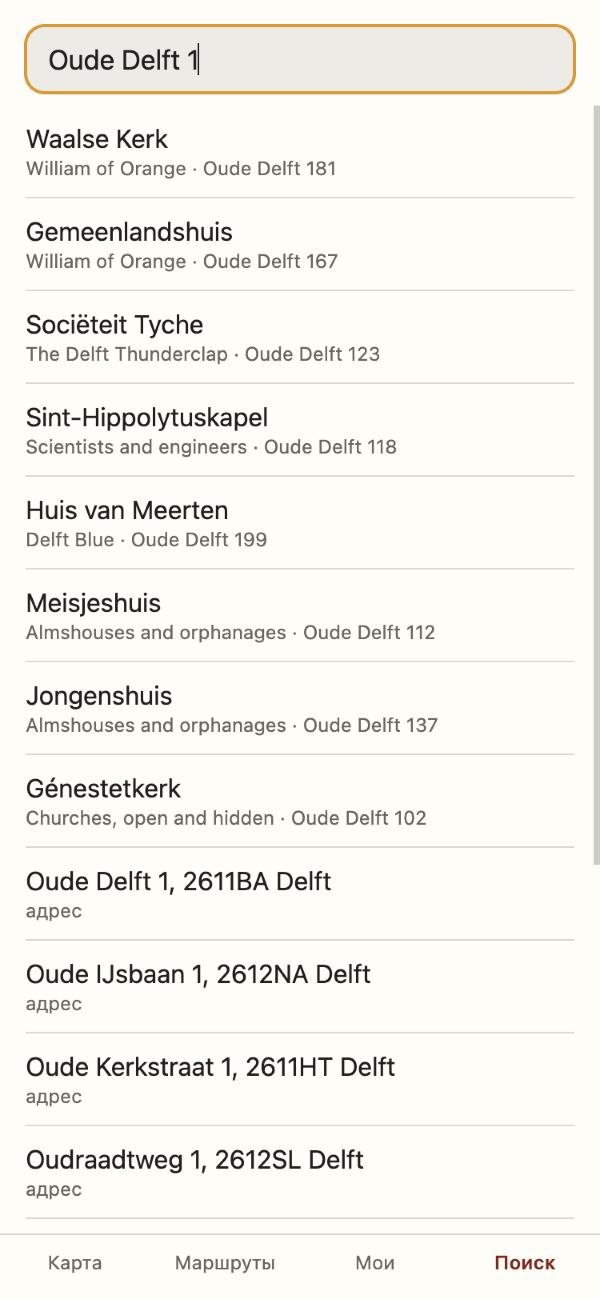 Oude Delft 1
Waalse Kerk
William of Orange · Oude Delft 181
Gemeenlandshuis
William of Orange · Oude Delft 167
Sociëteit Tyche
The Delft Thunderclap · Oude Delft 123
Sint-Hippolytuskapel
Scientists and engineers · Oude Delft 118
Huis van Meerten
Delft Blue · Oude Delft 199
Meisjeshuis
Almshouses and orphanages · Oude Delft 112
Jongenshuis
Almshouses and orphanages · Oude Delft 137
Génestetkerk
Churches, open and hidden · Oude Delft 102
Oude Delft 1, 2611BA Delft
адрес
Oude IJsbaan 1, 2612NA Delft
адрес
Oude Kerkstraat 1, 2611HT Delft
адрес
Oudraadtweg 1, 2612SL Delft
адрес
Карта Маршруты Мои Поиск